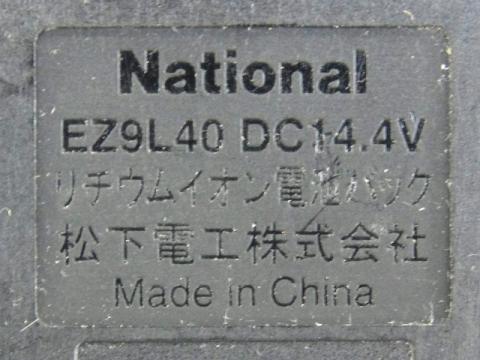 National
EZ9L40 DC14.4V
リチウムイオン電池パック
松下電工株式会社
Made in China